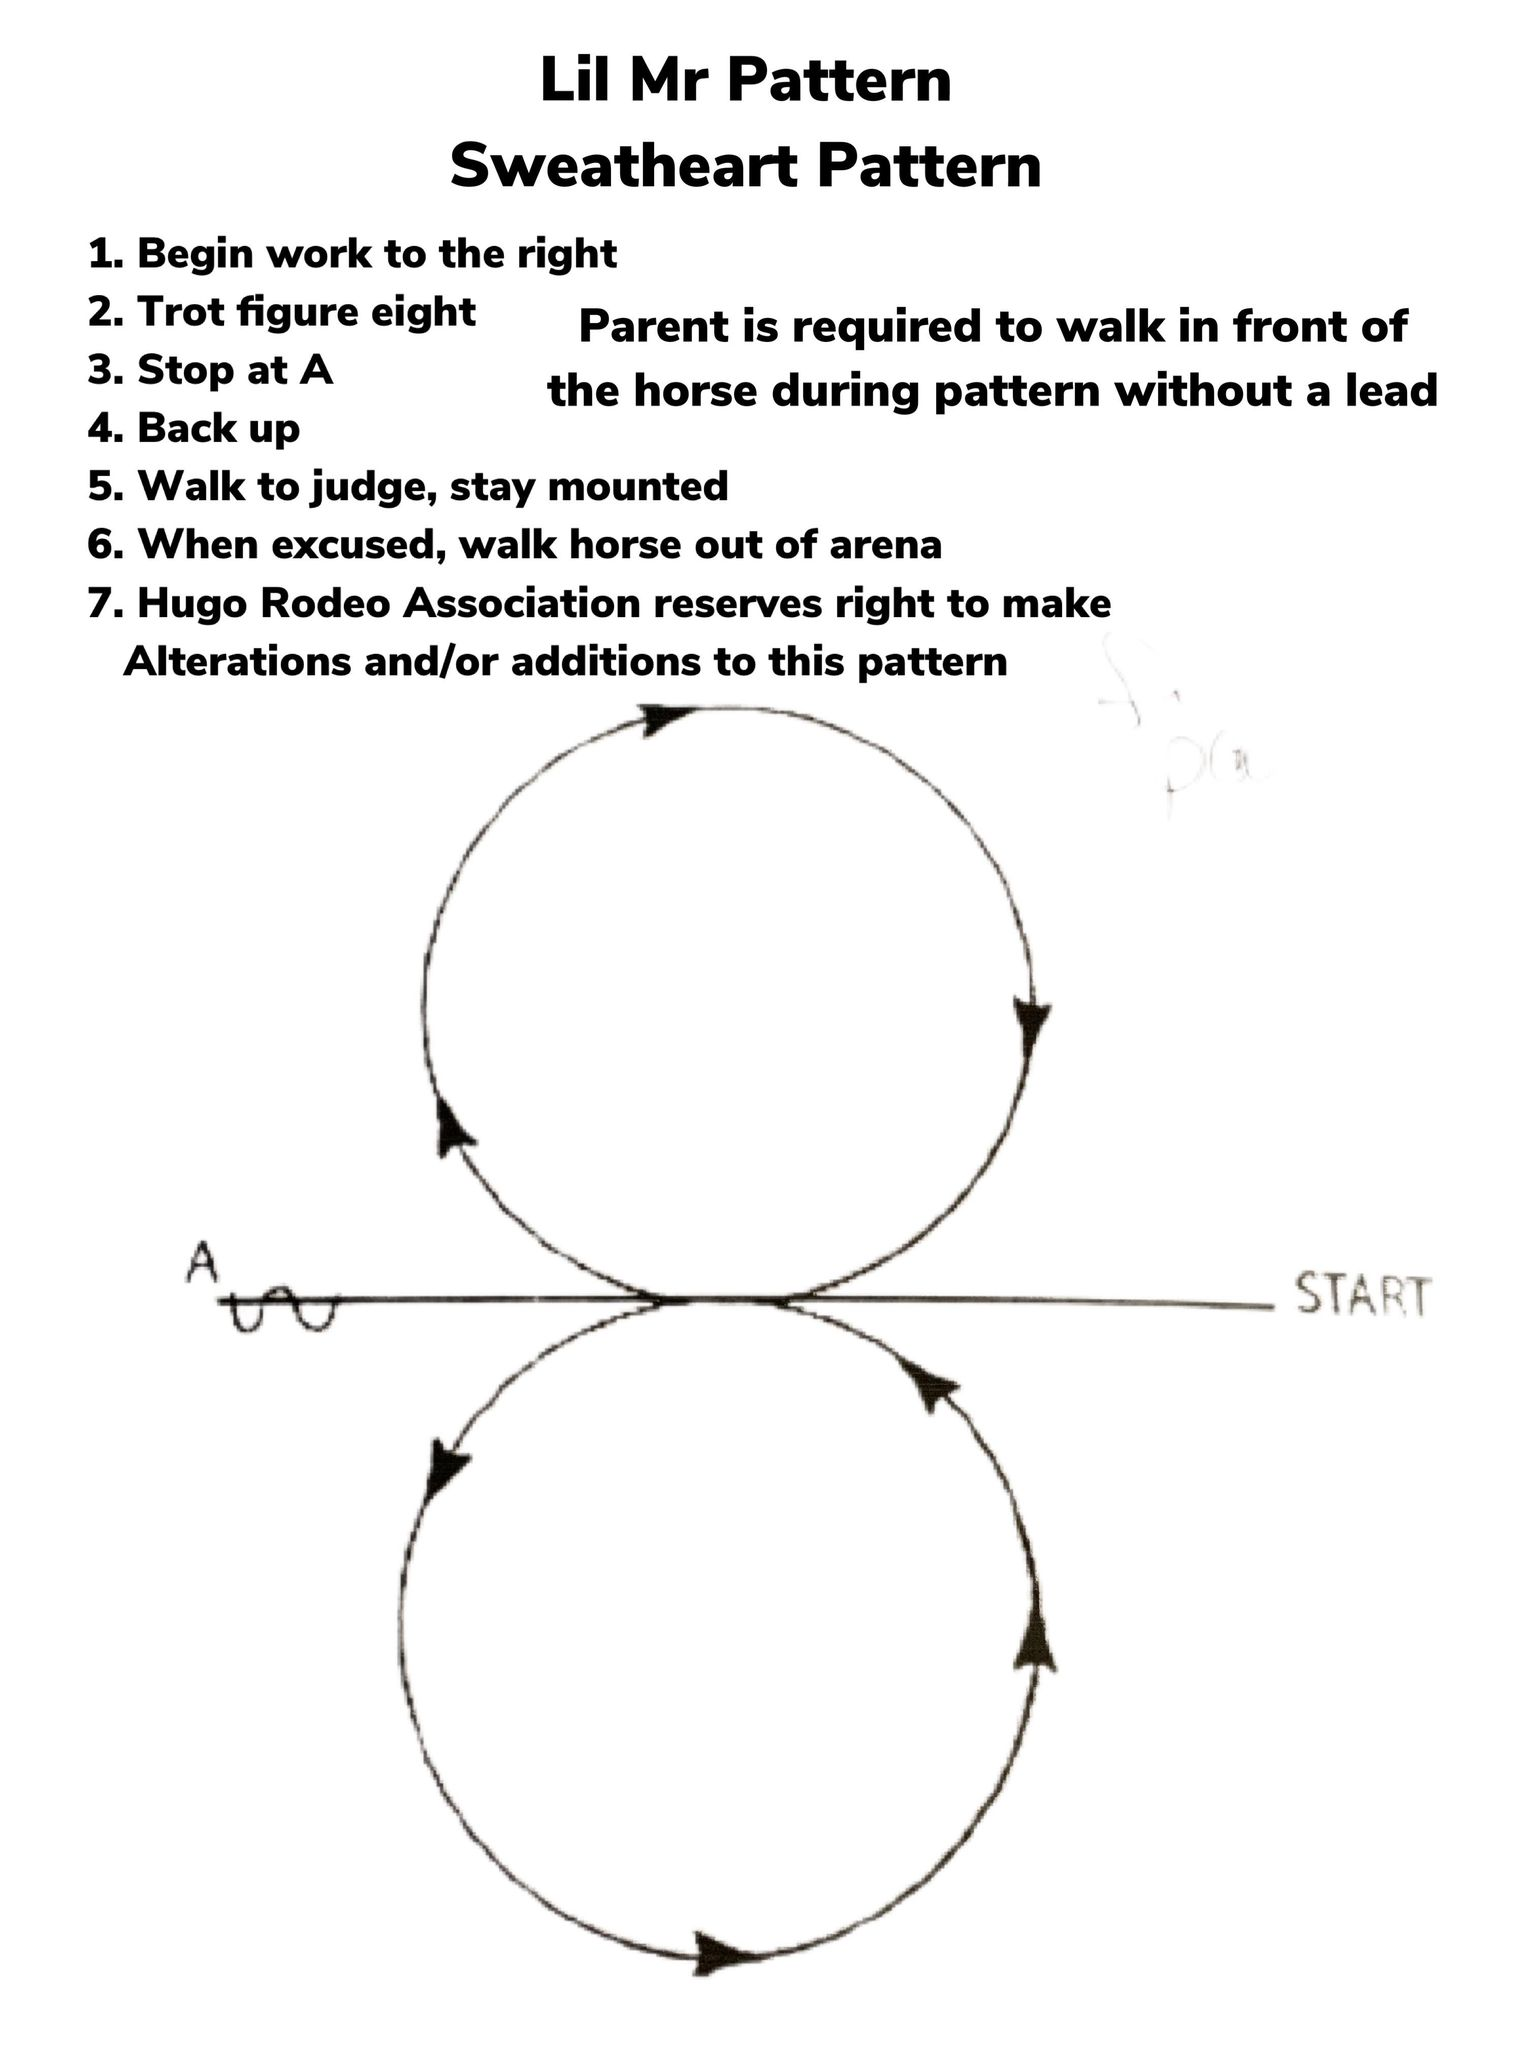 Lil Mr Pattern
Sweatheart Pattern
1. Begin work to the right
2. Trot figure eight
3. Stop at A
4. Back up
5. Walk to judge, stay mounted
6. When excused, walk horse out of arena
7. Hugo Rodeo Association reserves right to make
Alterations and/or additions to this pattern
Parent is required to walk in front of
the horse during pattern without a lead
A
START